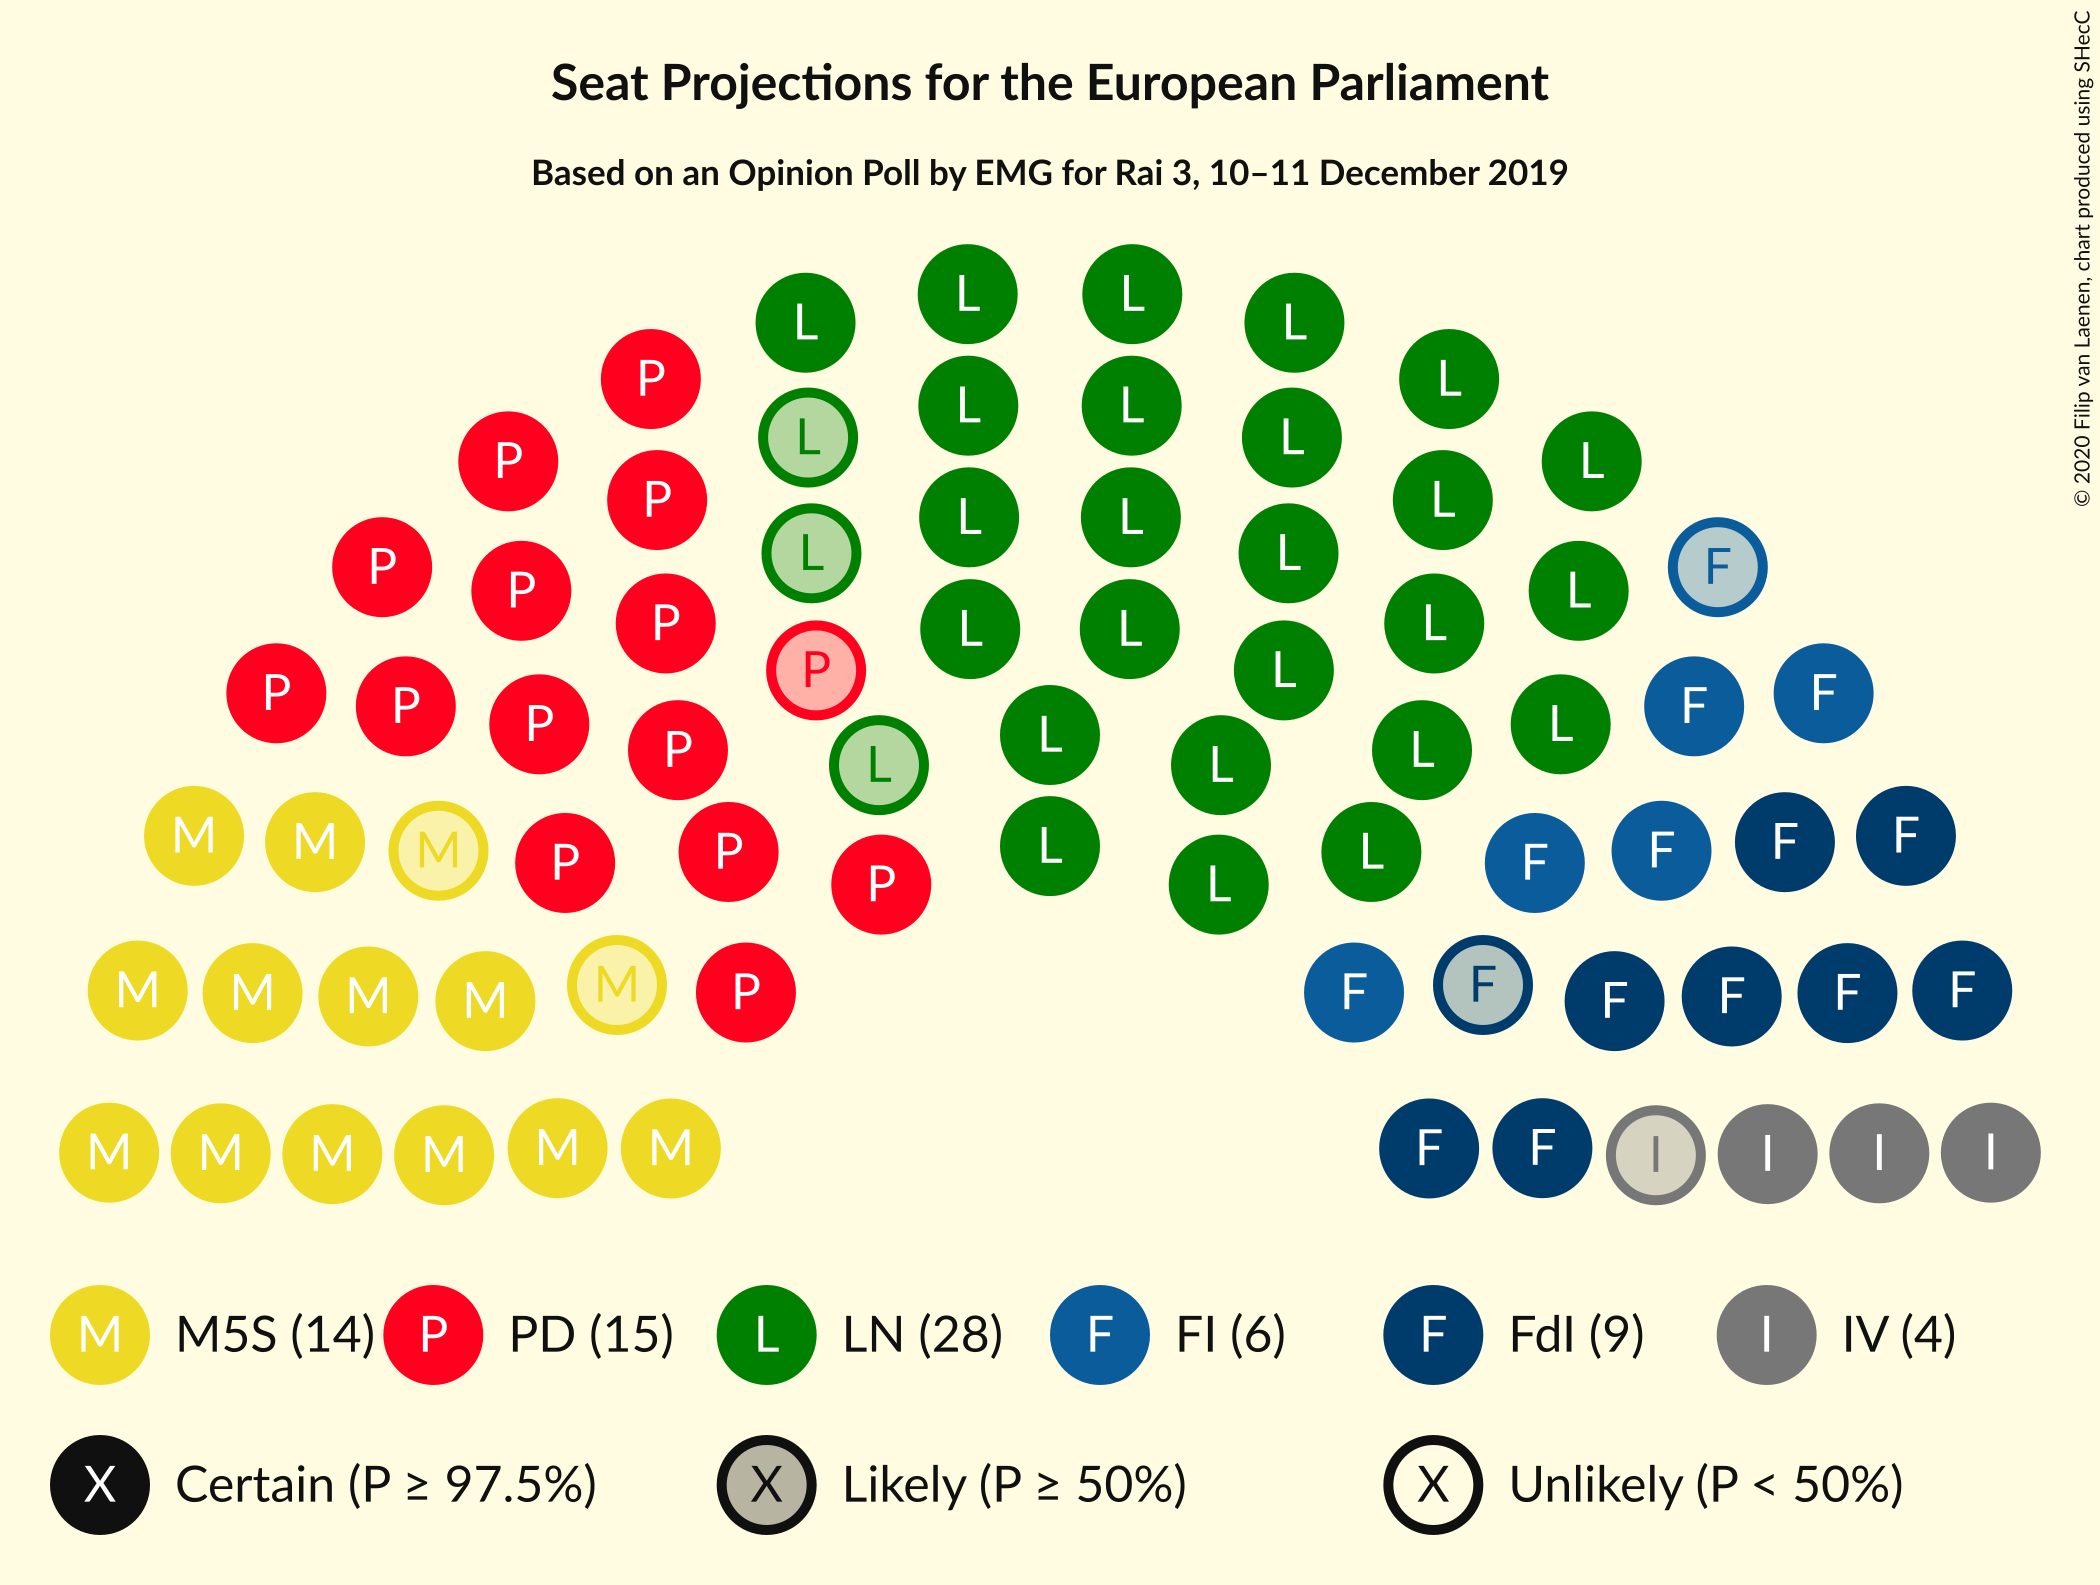 Seat Projections for the European Parliament
Based on an Opinion Poll by EMG for Rai 3, 10–11 December 2019
© 2020 Filip van Laenen, chart produced using SHecC
L L
L L
P L
L L
L L
P P L
P L
L L
L L
P P L
P F
P L
L L
P L
P L
P F
P F
P L
L
P L
P L
L L
M F
M F
M F
P F
P L
L
P L
M F
M F
M F
M F
M F
P F
M M M M M M F F I I I I
M M5S (14) P PD (15) L LN (28) F FI (6) F FdI (9) I IV (4)
X Certain (P ≥ 97.5%) X Likely (P ≥ 50%) X Unlikely (P < 50%)